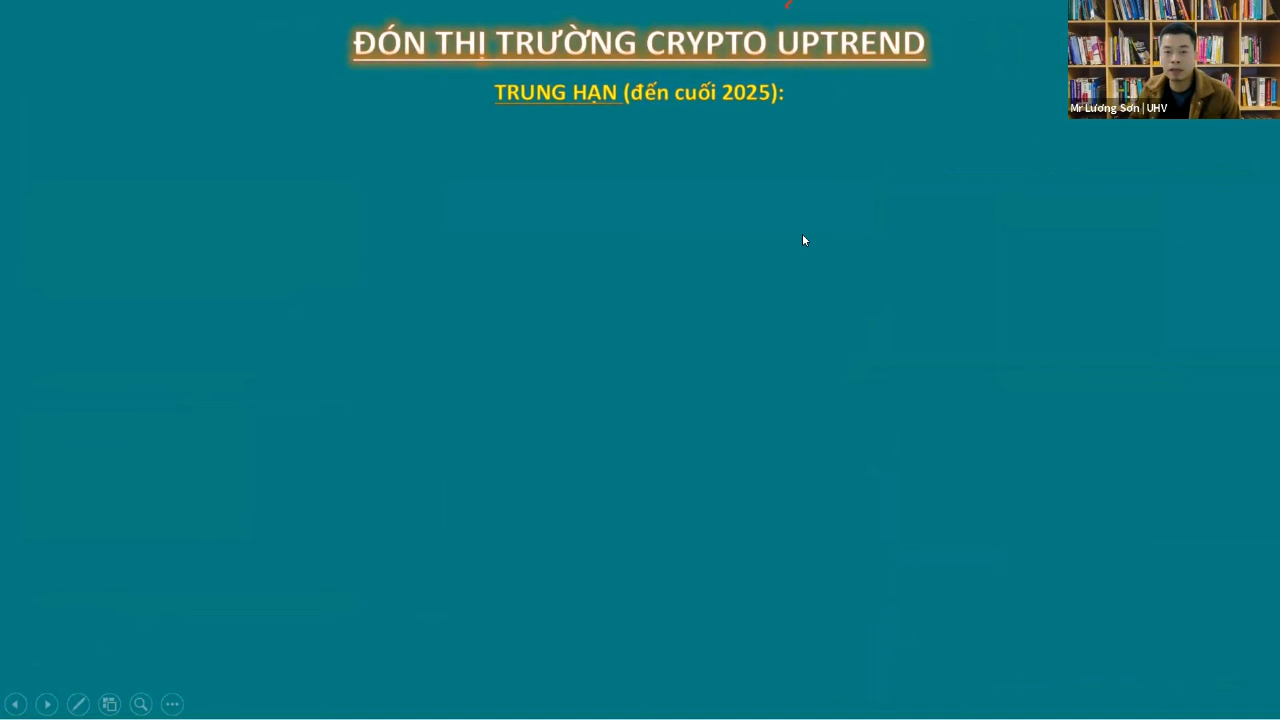 ĐÓN THỊ TRƯỜNG CRYPTO UPTREND
TRUNG HẠN (đến cuối 2025):
Mr Lương Sơn | UHV